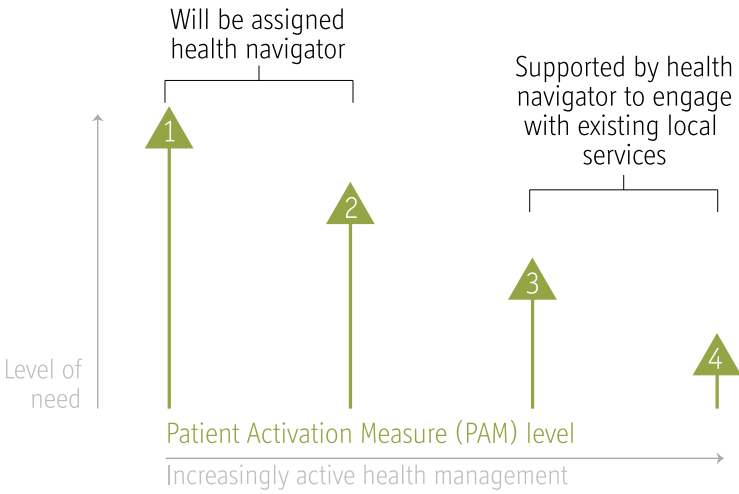 Will be assigned
health navigator
Supported by health
navigator to engage
with existing local
services
1
2
3
4
Level of
need
Patient Activation Measure (PAM) level
Increasingly active health management